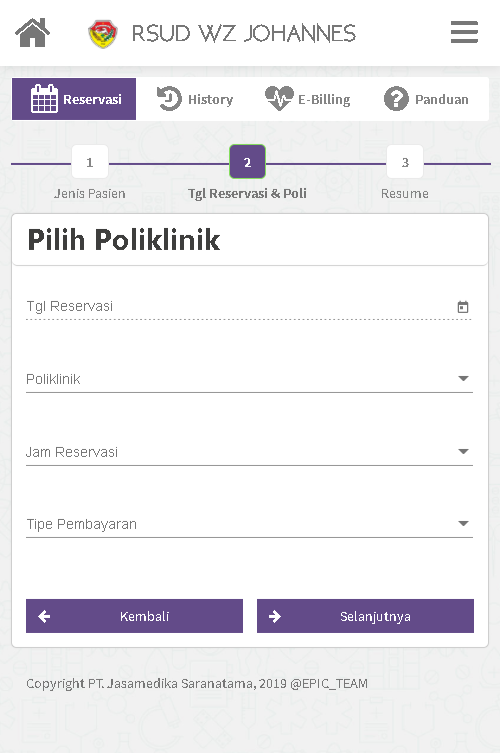 RSUD WZ JOHANNES
Reservasi History E-Billing Panduan
1 2 3
Jenis Pasien Tgl Reservasi & Poli Resume
Pilih Poliklinik
Tgl Reservasi
Poliklinik
Jam Reservasi
Tipe Pembayaran
Kembali Selanjutnya
Copyright PT. Jasamedika Saranatama, 2019 @EPIC_TEAM